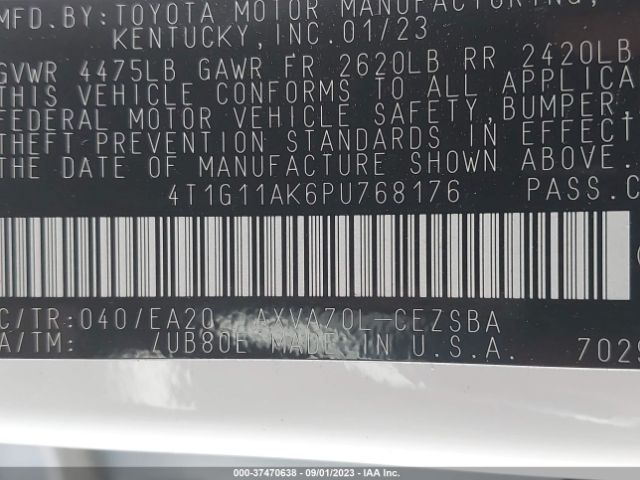 MFD. BY: TOYOTA MOTOR MANUFACTURING,
KENTUCKY, INC. 01/23
GVWR 4475LB GAWR FR 2620LB RR 2420LB
THIS VEHICLE CONFORMS TO ALL APPLICA
FEDERAL MOTOR VEHICLE SAFETY, BUMPER,
THEFT PREVENTION STANDARDS IN EFFECT
THE DATE OF MANUFACTURE SHOWN ABOVE.
4T1G11AK6PU768176 PASS.C
C/TR: 040/EA20 AXVA70L-CEZSBA
A/TM: /UB80E MADE IN U.S.A. 702
000-37470638 - 09/01/2023 - IAA Inc.